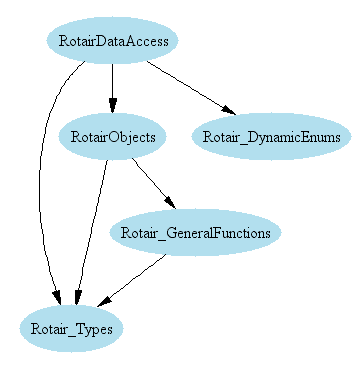 RotairDataAccess
RotairObjects
Rotair_DynamicEnums
Rotair_GeneralFunctions
Rotair_Types